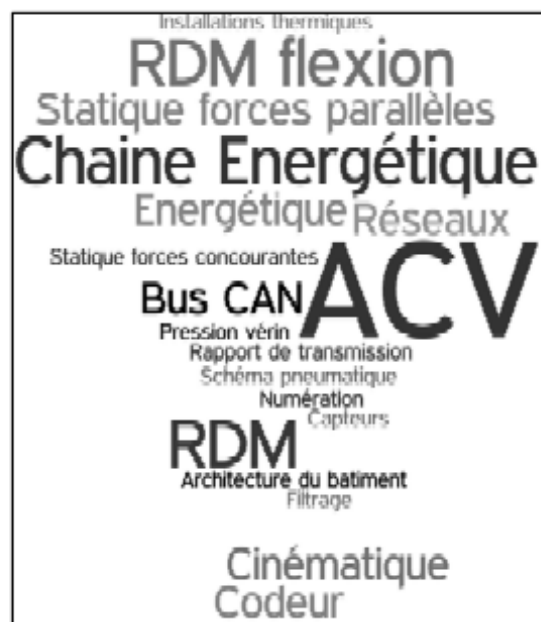 Installations thermiques
RDM flexion
Statique forces parallèles
Chaine Energétique
Energétique
Réseaux
Statique forces concourantes
ACV
Bus CAN
Pression vérin
Rapport de transmission
Schéma pneumatique
Numération
Capteurs
RDM
Architecture du batiment
Filtrage
Cinématique
Codeur